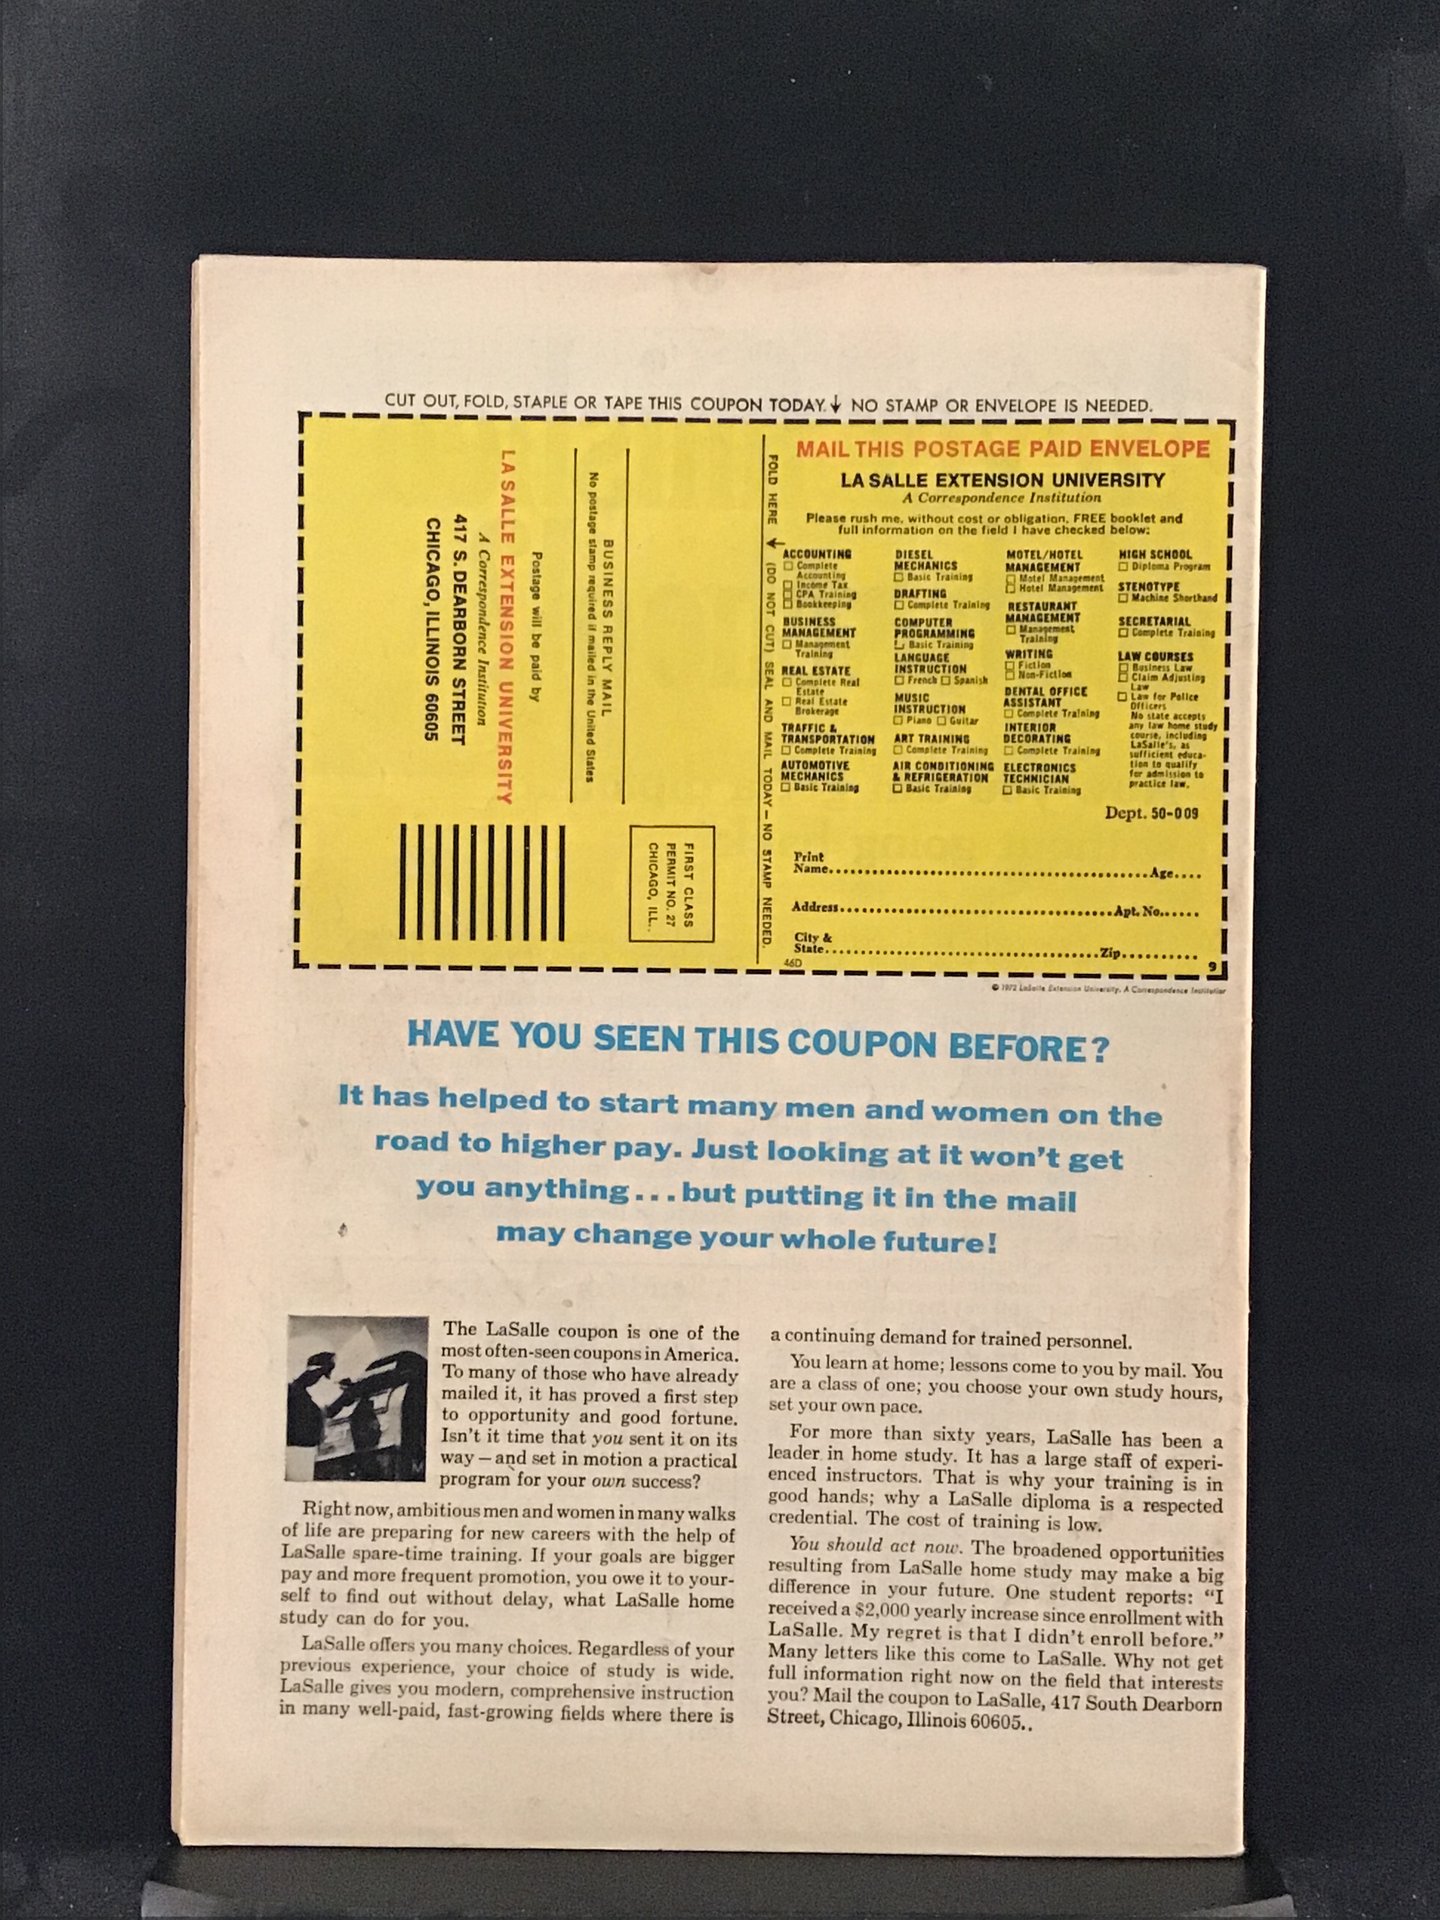 CUT OUT, FOLD, STAPLE OR TAPE THIS COUPON TODAY. ↓ NO STAMP OR ENVELOPE IS NEEDED.
LA SALLE EXTENSION UNIVERSITY
A Correspondence Institution
417 S. DEARBORN STREET
CHICAGO, ILLINOIS 60605
Postage will be paid by
BUSINESS REPLY MAIL
No postage stamp required if mailed in the United States
FIRST CLASS
PERMIT NO. 27
CHICAGO, ILL.
FOLD HERE
(DO NOT CUT) SEAL AND MAIL TODAY — NO STAMP NEEDED.
MAIL THIS POSTAGE PAID ENVELOPE
LA SALLE EXTENSION UNIVERSITY
A Correspondence Institution
Please rush me, without cost or obligation, FREE booklet and
full information on the field I have checked below:
ACCOUNTING
Complete
Accounting
Income Tax
CPA Training
Bookkeeping
BUSINESS
MANAGEMENT
Management
Training
REAL ESTATE
Complete Real
Estate
Real Estate
Brokerage
TRAFFIC &
TRANSPORTATION
Complete Training
AUTOMOTIVE
MECHANICS
Basic Training
DIESEL
MECHANICS
Basic Training
DRAFTING
Complete Training
COMPUTER
PROGRAMMING
Basic Training
LANGUAGE
INSTRUCTION
French Spanish
MUSIC
INSTRUCTION
Piano Guitar
ART TRAINING
Complete Training
AIR CONDITIONING
& REFRIGERATION
Basic Training
MOTEL/HOTEL
MANAGEMENT
Motel Management
Hotel Management
RESTAURANT
MANAGEMENT
Management
Training
WRITING
Fiction
Non-Fiction
DENTAL OFFICE
ASSISTANT
Complete Training
INTERIOR
DECORATING
Complete Training
ELECTRONICS
TECHNICIAN
Basic Training
HIGH SCHOOL
Diploma Program
STENOTYPE
Machine Shorthand
SECRETARIAL
Complete Training
LAW COURSES
Business Law
Claim Adjusting
Law
Law for Police
Officers
No state accepts
any law home study
course, including
LaSalle's, as
sufficient educa-
tion to qualify
for admission to
practice law.
Dept. 50-009
Print
Name Age
Address Apt. No.
City &
State Zip
46D 9
© 1972 LaSalle Extension University, A Correspondence Institution
HAVE YOU SEEN THIS COUPON BEFORE?
It has helped to start many men and women on the
road to higher pay. Just looking at it won't get
you anything...but putting it in the mail
may change your whole future!
The LaSalle coupon is one of the
most often-seen coupons in America.
To many of those who have already
mailed it, it has proved a first step
to opportunity and good fortune.
Isn't it time that you sent it on its
way — and set in motion a practical
program for your own success?
Right now, ambitious men and women in many walks
of life are preparing for new careers with the help of
LaSalle spare-time training. If your goals are bigger
pay and more frequent promotion, you owe it to your-
self to find out without delay, what LaSalle home
study can do for you.
LaSalle offers you many choices. Regardless of your
previous experience, your choice of study is wide.
LaSalle gives you modern, comprehensive instruction
in many well-paid, fast-growing fields where there is
a continuing demand for trained personnel.
You learn at home; lessons come to you by mail. You
are a class of one; you choose your own study hours,
set your own pace.
For more than sixty years, LaSalle has been a
leader in home study. It has a large staff of experi-
enced instructors. That is why your training is in
good hands; why a LaSalle diploma is a respected
credential. The cost of training is low.
You should act now. The broadened opportunities
resulting from LaSalle home study may make a big
difference in your future. One student reports: "I
received a $2,000 yearly increase since enrollment with
LaSalle. My regret is that I didn't enroll before."
Many letters like this come to LaSalle. Why not get
full information right now on the field that interests
you? Mail the coupon to LaSalle, 417 South Dearborn
Street, Chicago, Illinois 60605..